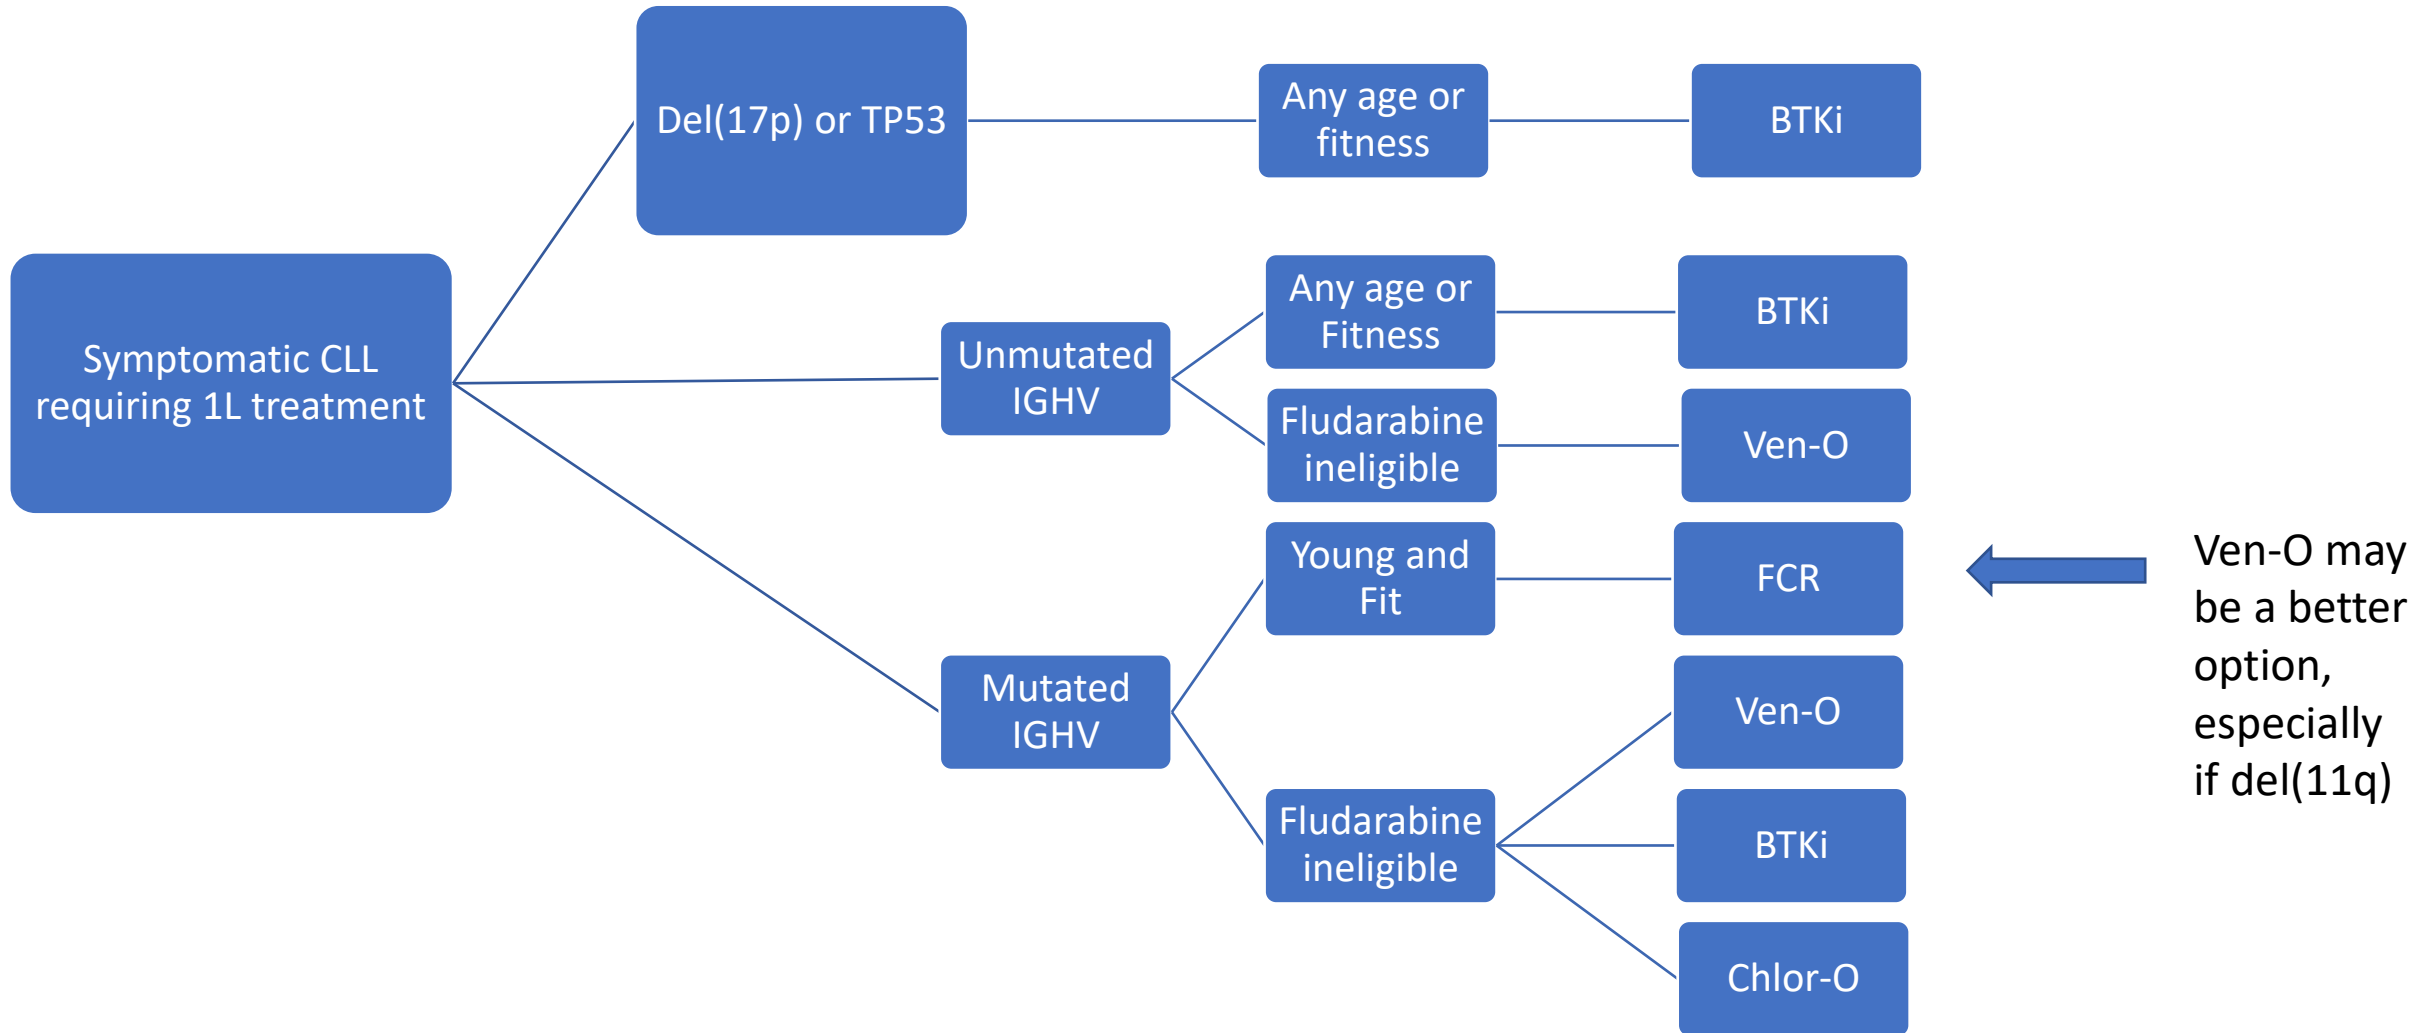 Del(17p) or TP53
Any age or
fitness
BTKi
Symptomatic CLL
requiring 1L treatment
Unmutated
IGHV
Any age or
Fitness
BTKi
Fludarabine
ineligible
Ven-O
Mutated
IGHV
Young and
Fit
FCR
Ven-O may
be a better
option,
especially
if del(11q)
Fludarabine
ineligible
Ven-O
BTKi
Chlor-O